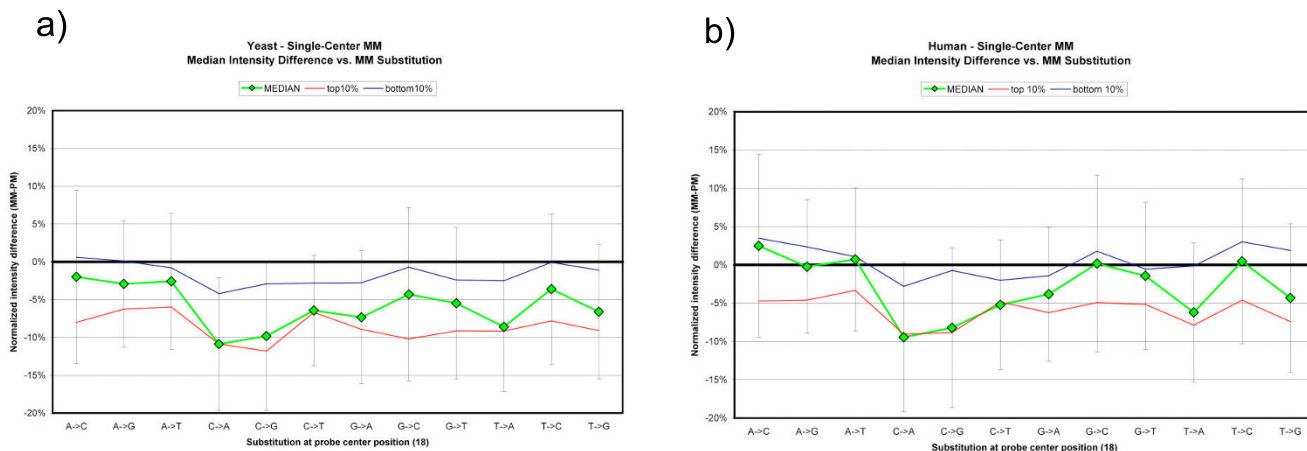 a)
Yeast - Single-Center MM
Median Intensity Difference vs. MM Substitution
MEDIAN top10% bottom10%
Normalized intensity difference (MM-PM)
20%
15%
10%
5%
0%
-5%
-10%
-15%
-20%
A->C A->G A->T C->A C->G C->T G->A G->C G->T T->A T->C T->G
Substitution at probe center position (18)
b)
Human - Single-Center MM
Median Intensity Difference vs. MM Substitution
MEDIAN top 10% bottom 10%
Normalized intensity difference (MM-PM)
20%
15%
10%
5%
0%
-5%
-10%
-15%
-20%
A->C A->G A->T C->A C->G C->T G->A G->C G->T T->A T->C T->G
Substitution at probe center position (18)